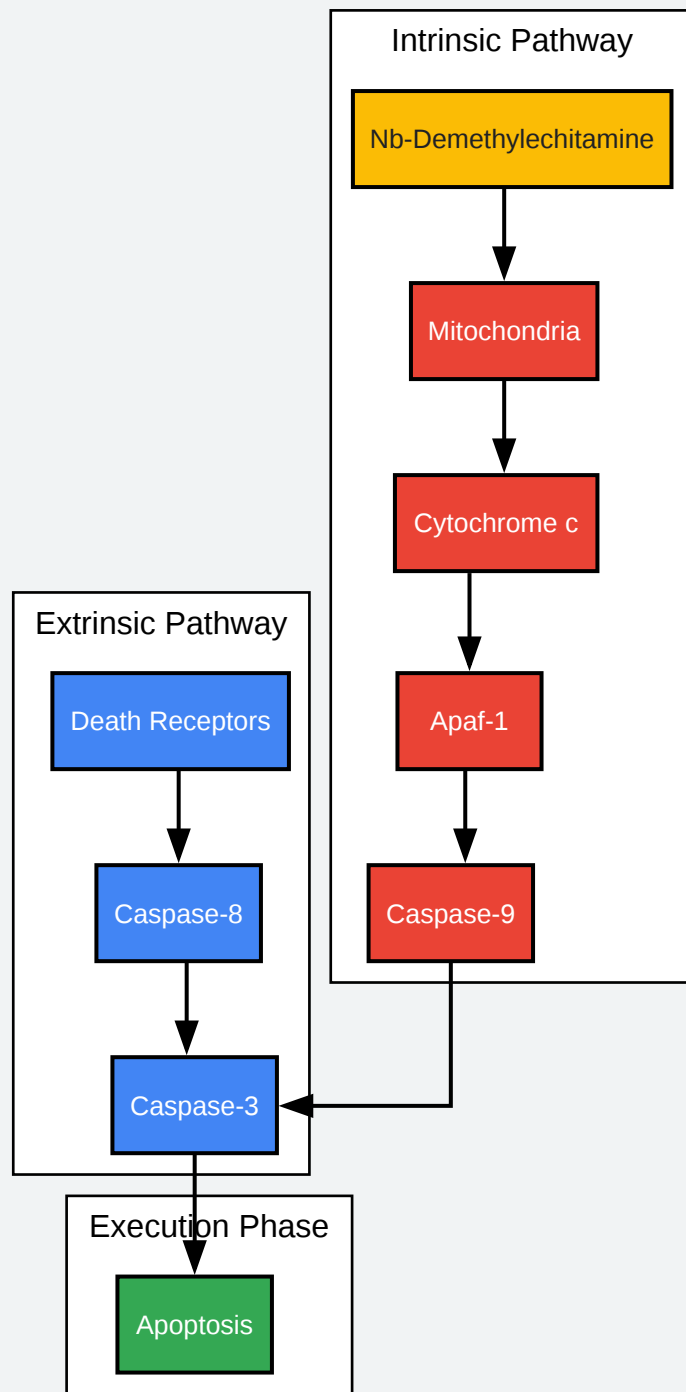 Intrinsic Pathway
Nb-Demethylechitamine
Mitochondria
Cytochrome c
Apaf-1
Caspase-9
Extrinsic Pathway
Death Receptors
Caspase-8
Caspase-3
Execution Phase
Apoptosis